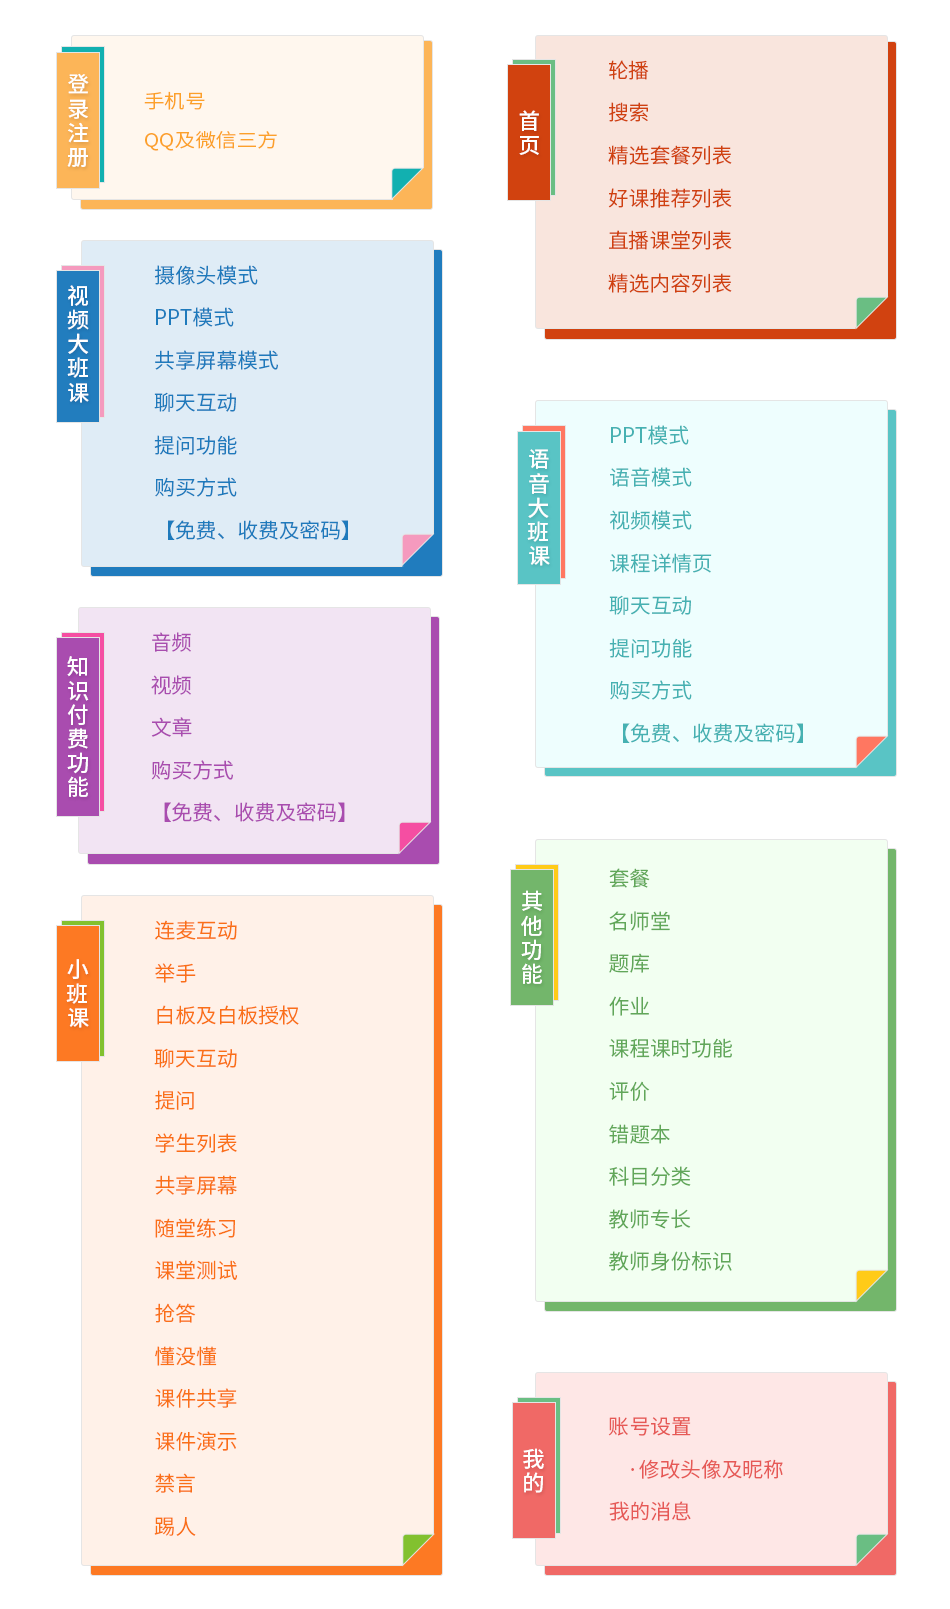 登录注册
手机号
QQ及微信三方
视频大班课
摄像头模式
PPT模式
共享屏幕模式
聊天互动
提问功能
购买方式
【免费、收费及密码】
知识付费功能
音频
视频
文章
购买方式
【免费、收费及密码】
小班课
连麦互动
举手
白板及白板授权
聊天互动
提问
学生列表
共享屏幕
随堂练习
课堂测试
抢答
懂没懂
课件共享
课件演示
禁言
踢人
首页
轮播
搜索
精选套餐列表
好课推荐列表
直播课堂列表
精选内容列表
语音大班课
PPT模式
语音模式
视频模式
课程详情页
聊天互动
提问功能
购买方式
【免费、收费及密码】
其他功能
套餐
名师堂
题库
作业
课程课时功能
评价
错题本
科目分类
教师专长
教师身份标识
我的
账号设置
·修改头像及昵称
我的消息